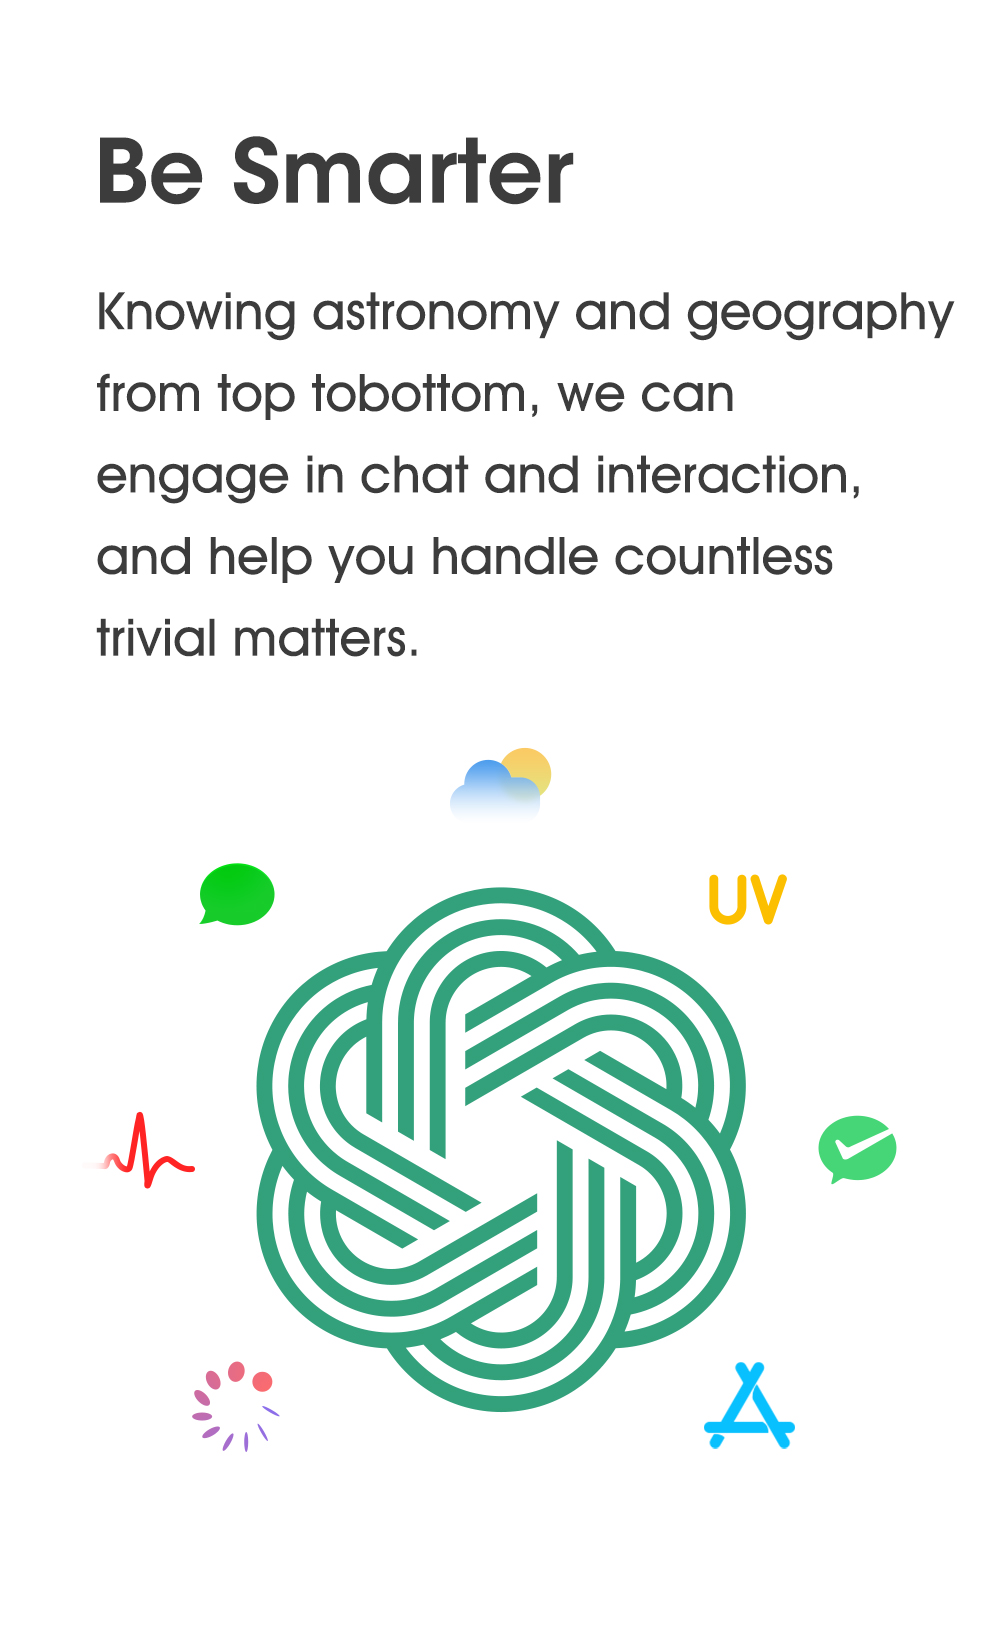 Be Smarter
Knowing astronomy and geography
from top tobottom, we can
engage in chat and interaction,
and help you handle countless
trivial matters.
UV